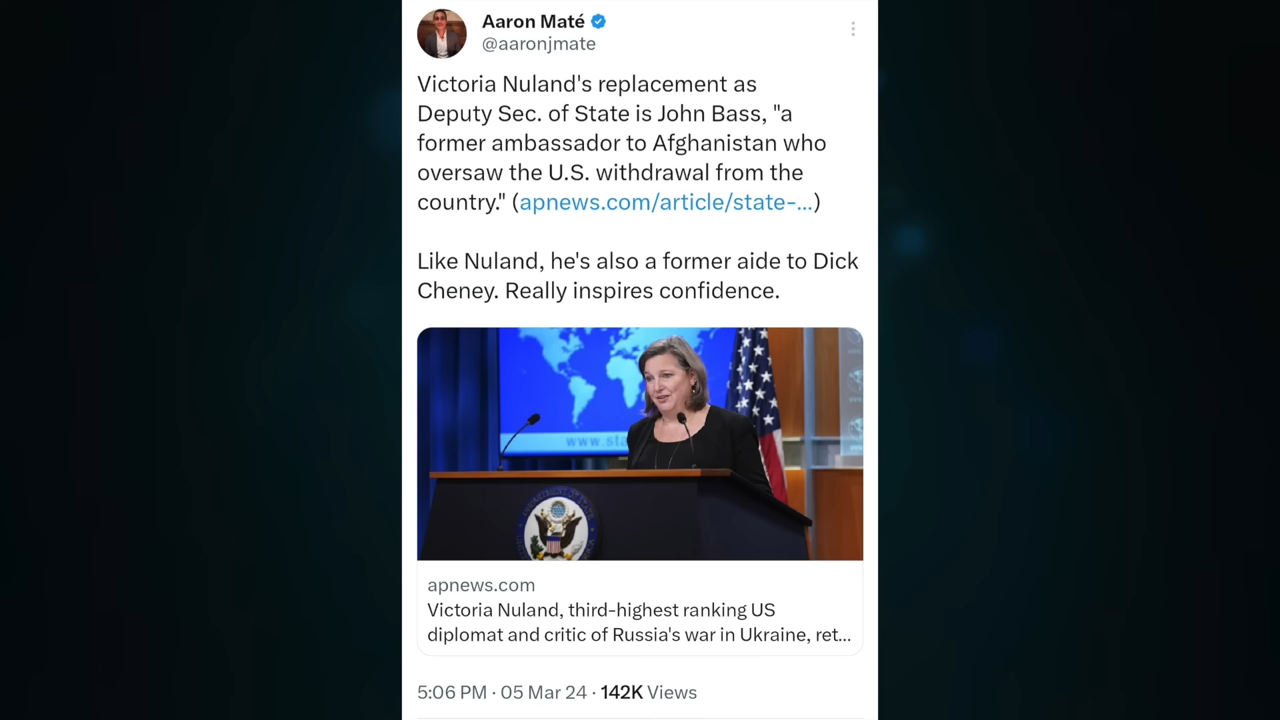 Aaron Maté
@aaronjmate
Victoria Nuland's replacement as
Deputy Sec. of State is John Bass, "a
former ambassador to Afghanistan who
oversaw the U.S. withdrawal from the
country." (apnews.com/article/state-...)
Like Nuland, he's also a former aide to Dick
Cheney. Really inspires confidence.
www.sta
apnews.com
Victoria Nuland, third-highest ranking US
diplomat and critic of Russia's war in Ukraine, ret...
5:06 PM · 05 Mar 24 · 142K Views